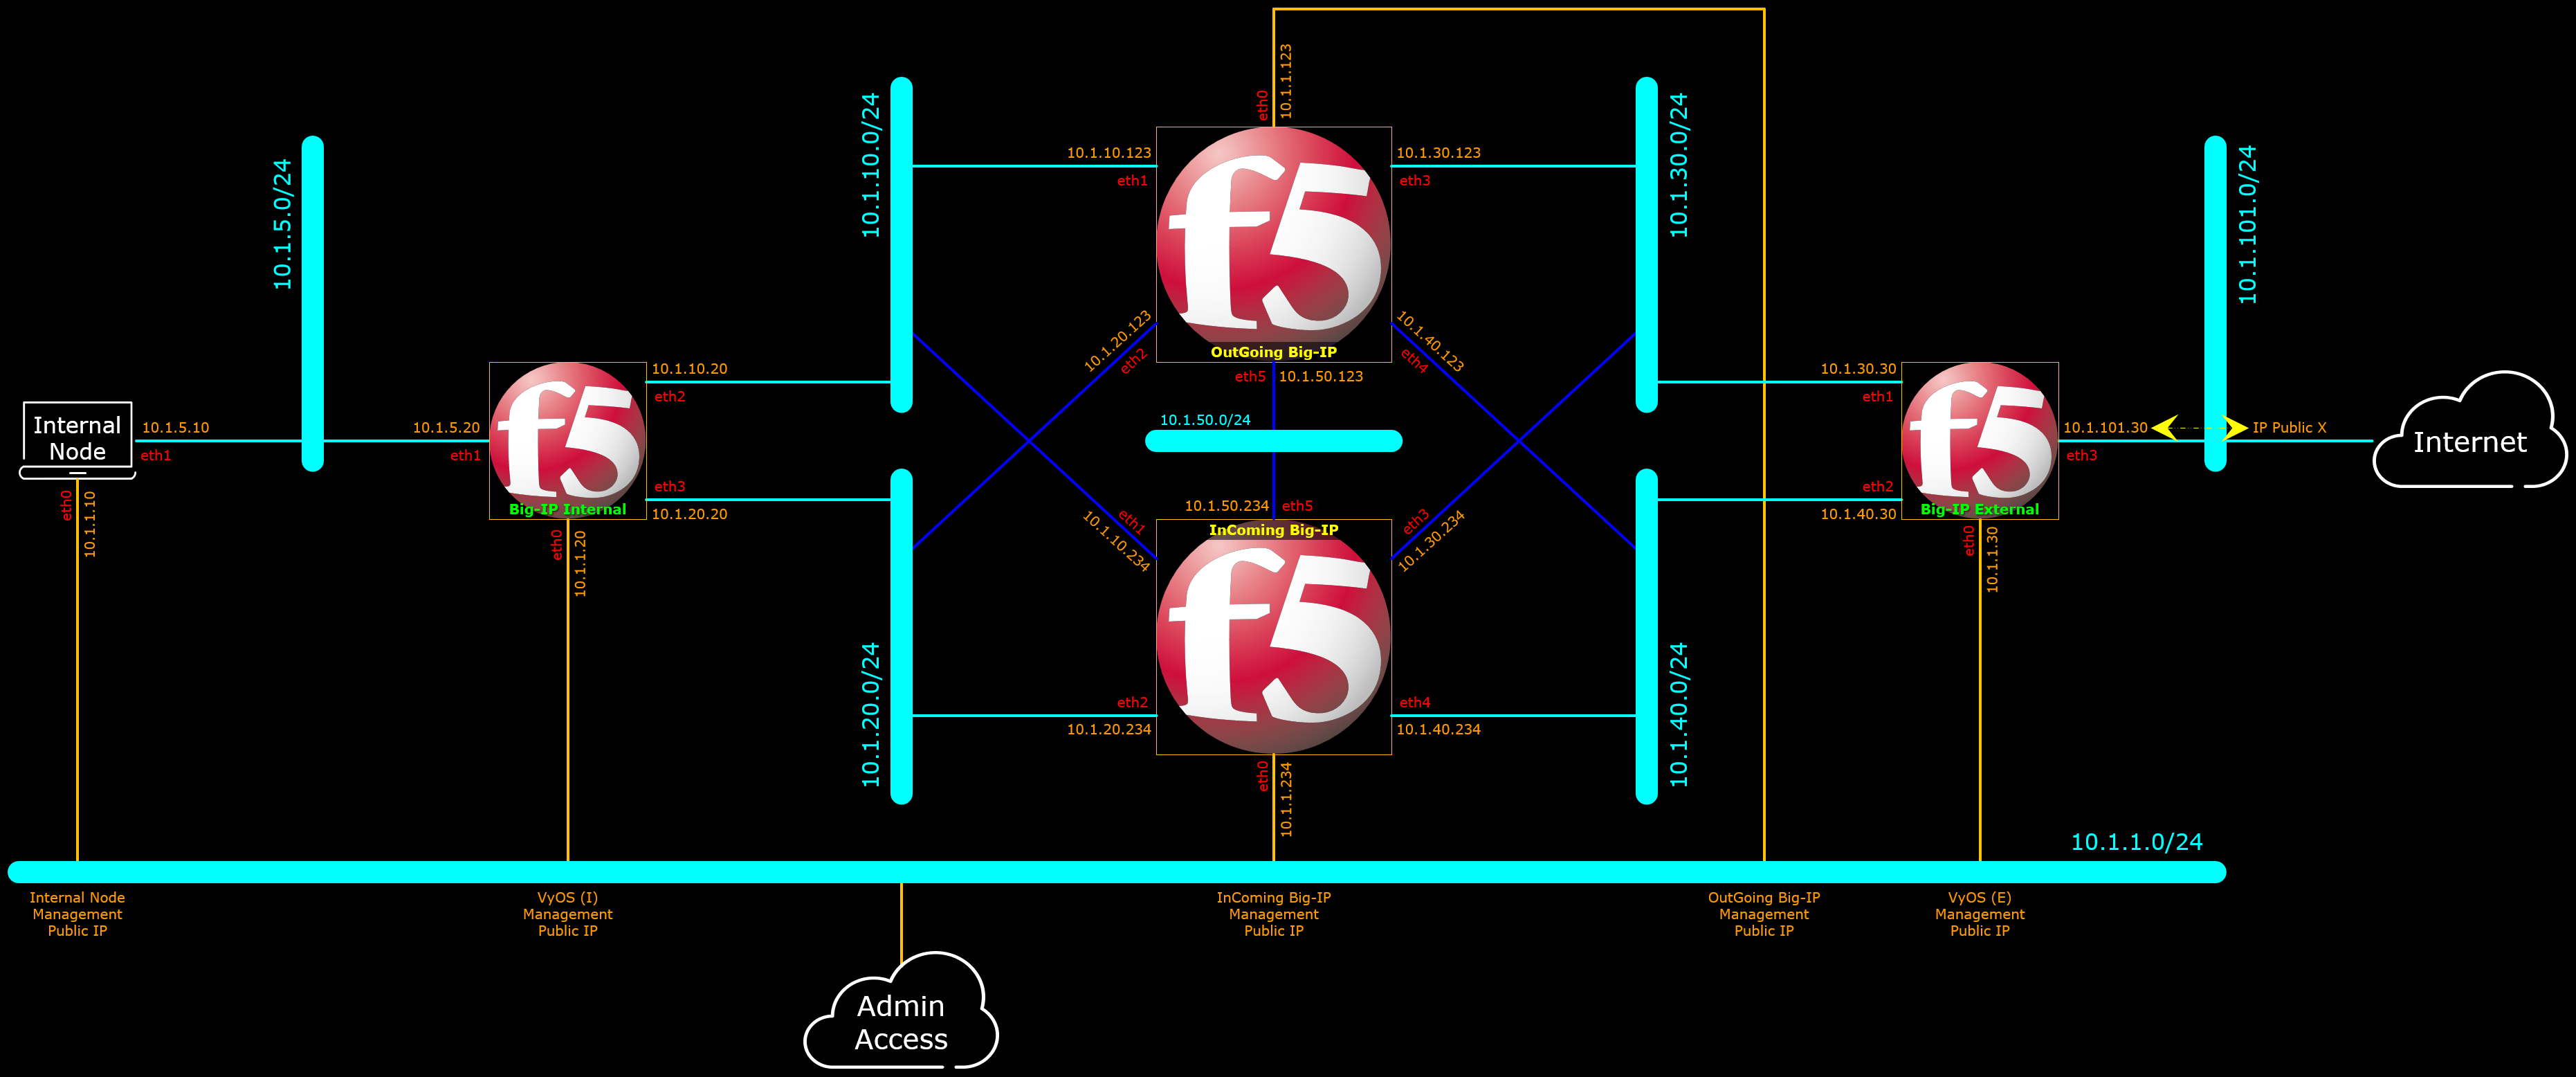 10.1.1.123
eth0
10.1.10.0/24
10.1.30.0/24
10.1.5.0/24
10.1.101.0/24
10.1.10.123
eth1
f5
10.1.30.123
eth3
10.1.20.123
eth2
OutGoing Big-IP
10.1.40.123
eth4
eth5
10.1.50.123
10.1.50.0/24
10.1.50.234
eth5
Internal
Node
10.1.5.10
eth1
eth0
10.1.1.10
10.1.5.20
eth1
f5
Big-IP Internal
10.1.10.20
eth2
eth3
10.1.20.20
eth0
10.1.1.20
eth1
10.1.10.234
InComing Big-IP
f5
eth3
10.1.30.234
10.1.30.30
eth1
eth2
10.1.40.30
f5
Big-IP External
10.1.101.30
eth3
IP Public X
Internet
eth0
10.1.1.30
10.1.20.0/24
eth2
10.1.20.234
eth4
10.1.40.234
10.1.40.0/24
eth0
10.1.1.234
10.1.1.0/24
Internal Node
Management
Public IP
VyOS (I)
Management
Public IP
InComing Big-IP
Management
Public IP
OutGoing Big-IP
Management
Public IP
VyOS (E)
Management
Public IP
Admin
Access